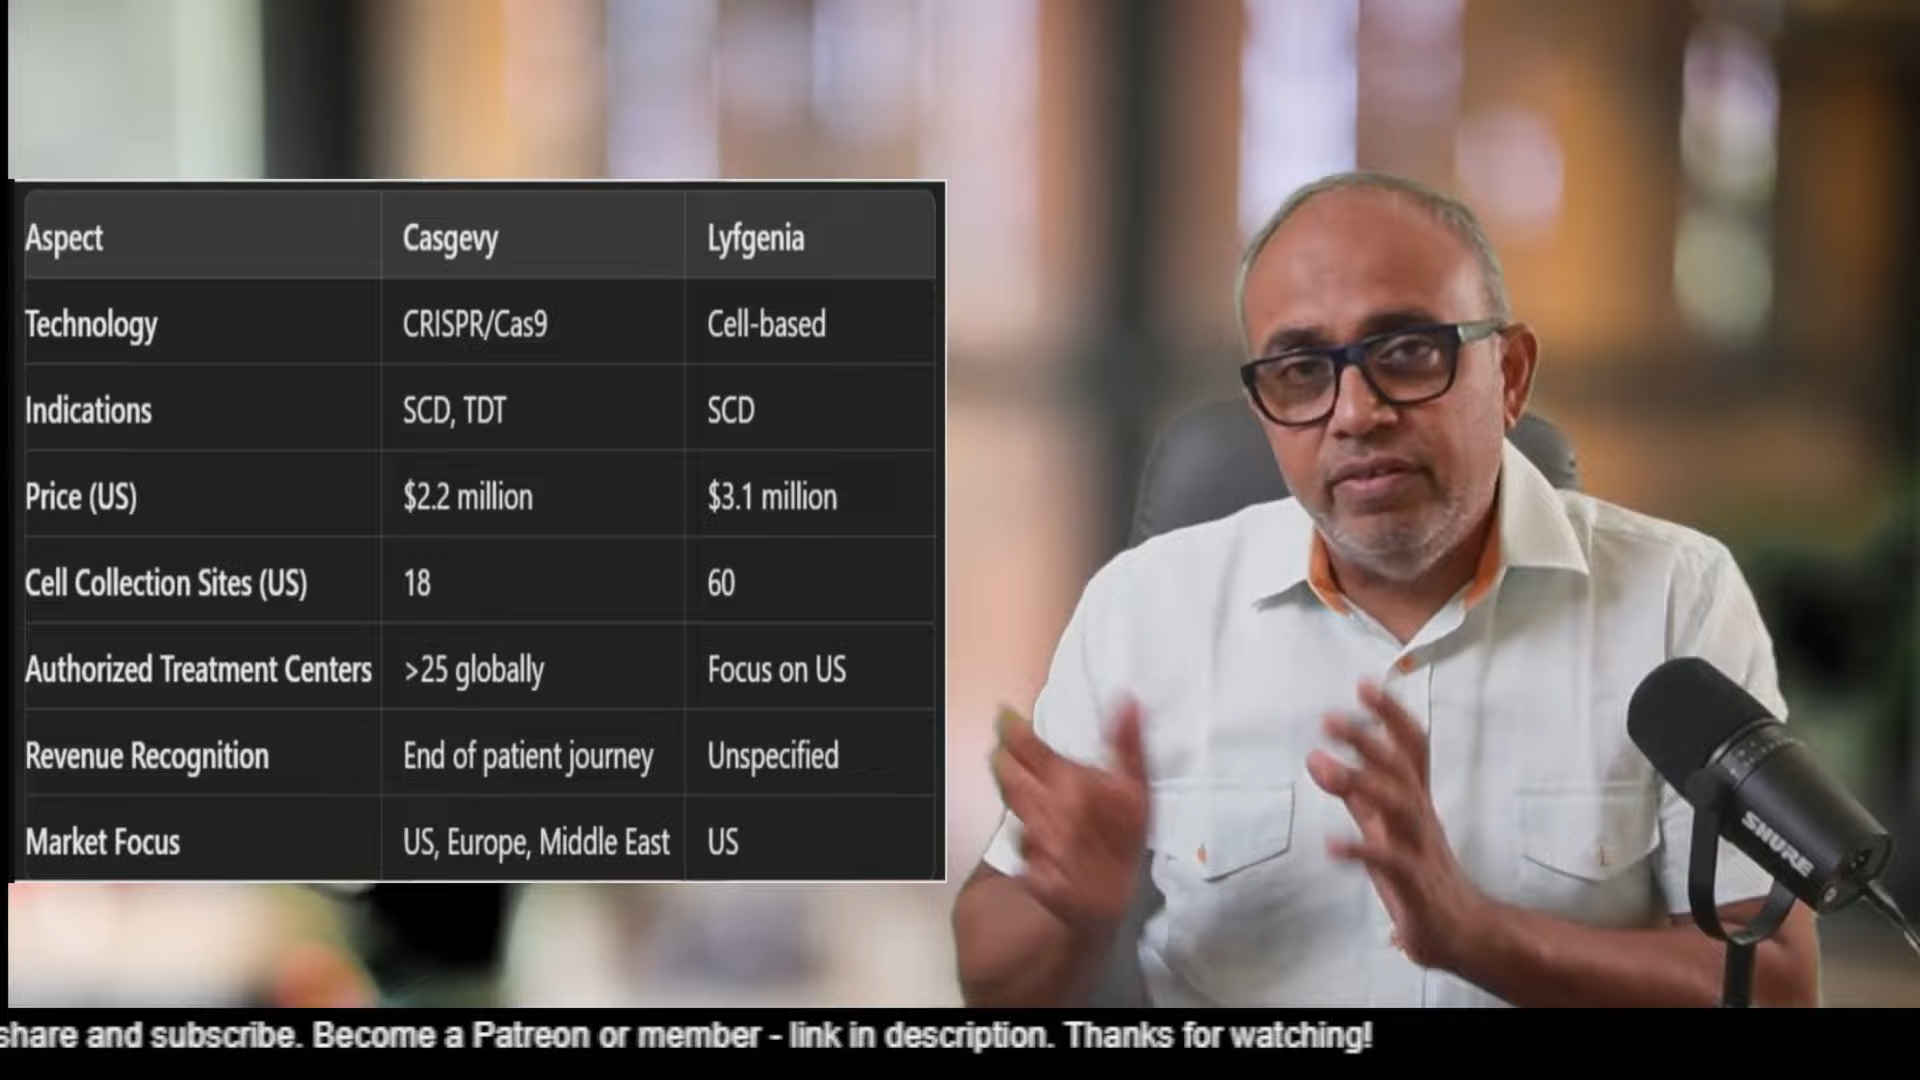 Aspect Casgevy Lyfgenia
Technology CRISPR/Cas9 Cell-based
Indications SCD, TDT SCD
Price (US) $2.2 million $3.1 million
Cell Collection Sites (US) 18 60
Authorized Treatment Centers >25 globally Focus on US
Revenue Recognition End of patient journey Unspecified
Market Focus US, Europe, Middle East US
SHURE
share and subscribe. Become a Patreon or member - link in description. Thanks for watching!